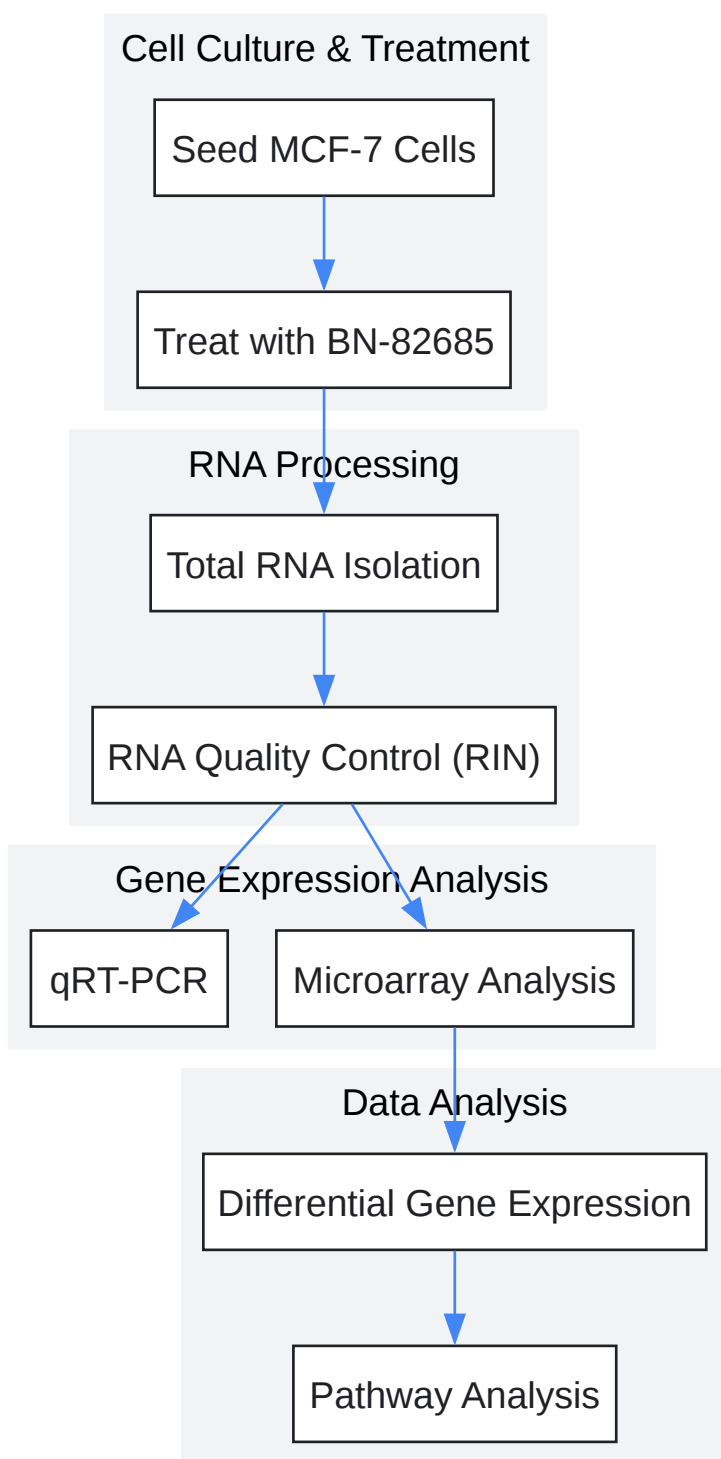 Cell Culture & Treatment
Seed MCF-7 Cells
Treat with BN-82685
RNA Processing
Total RNA Isolation
RNA Quality Control (RIN)
Gene Expression Analysis
qRT-PCR
Microarray Analysis
Data Analysis
Differential Gene Expression
Pathway Analysis